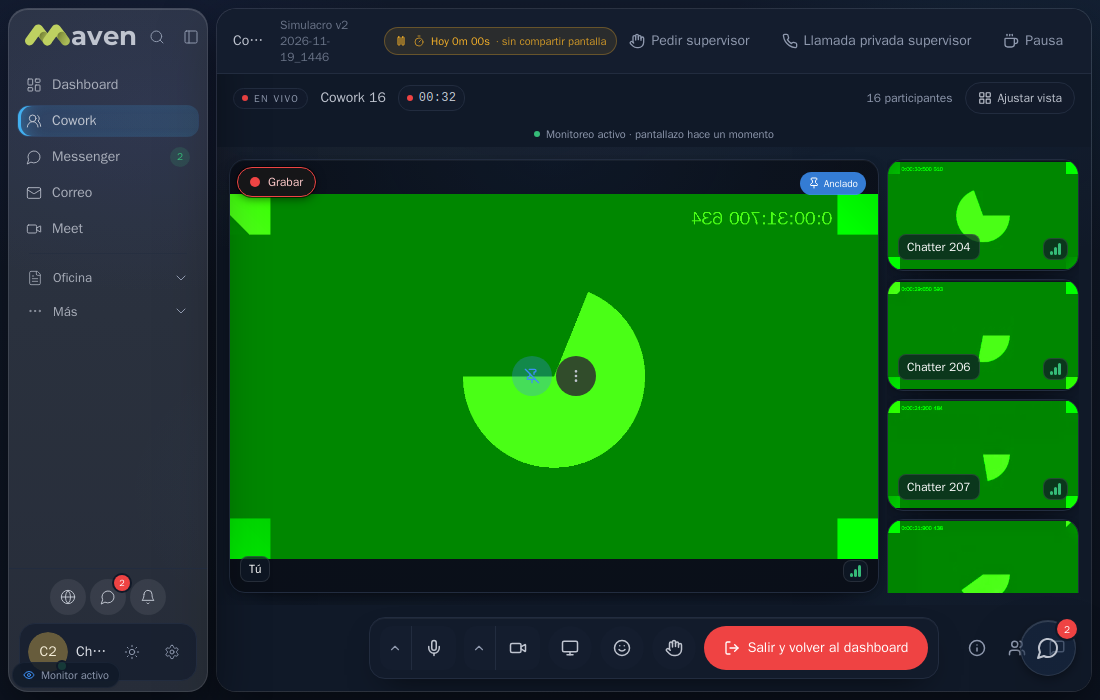 Maven
Dashboard
Cowork
Messenger 2
Correo
Meet
Oficina
Más
2
C2 Ch···
Monitor activo
Co···
Simulacro v2
2026-11-
19_1446
Hoy 0m 00s · sin compartir pantalla
Pedir supervisor
Llamada privada supervisor
Pausa
EN VIVO
Cowork 16
00:32
16 participantes
Ajustar vista
Monitoreo activo · pantallazo hace un momento
Grabar
Anclado
0:00:31:700 634
Tú
Chatter 204
Chatter 206
Chatter 207
Salir y volver al dashboard
2